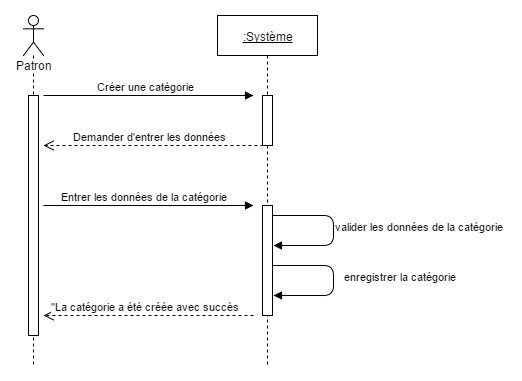 :Système
Patron
Créer une catégorie
Demander d'entrer les données
Entrer les données de la catégorie
valider les données de la catégorie
enregistrer la catégorie
"La catégorie a été créée avec succès